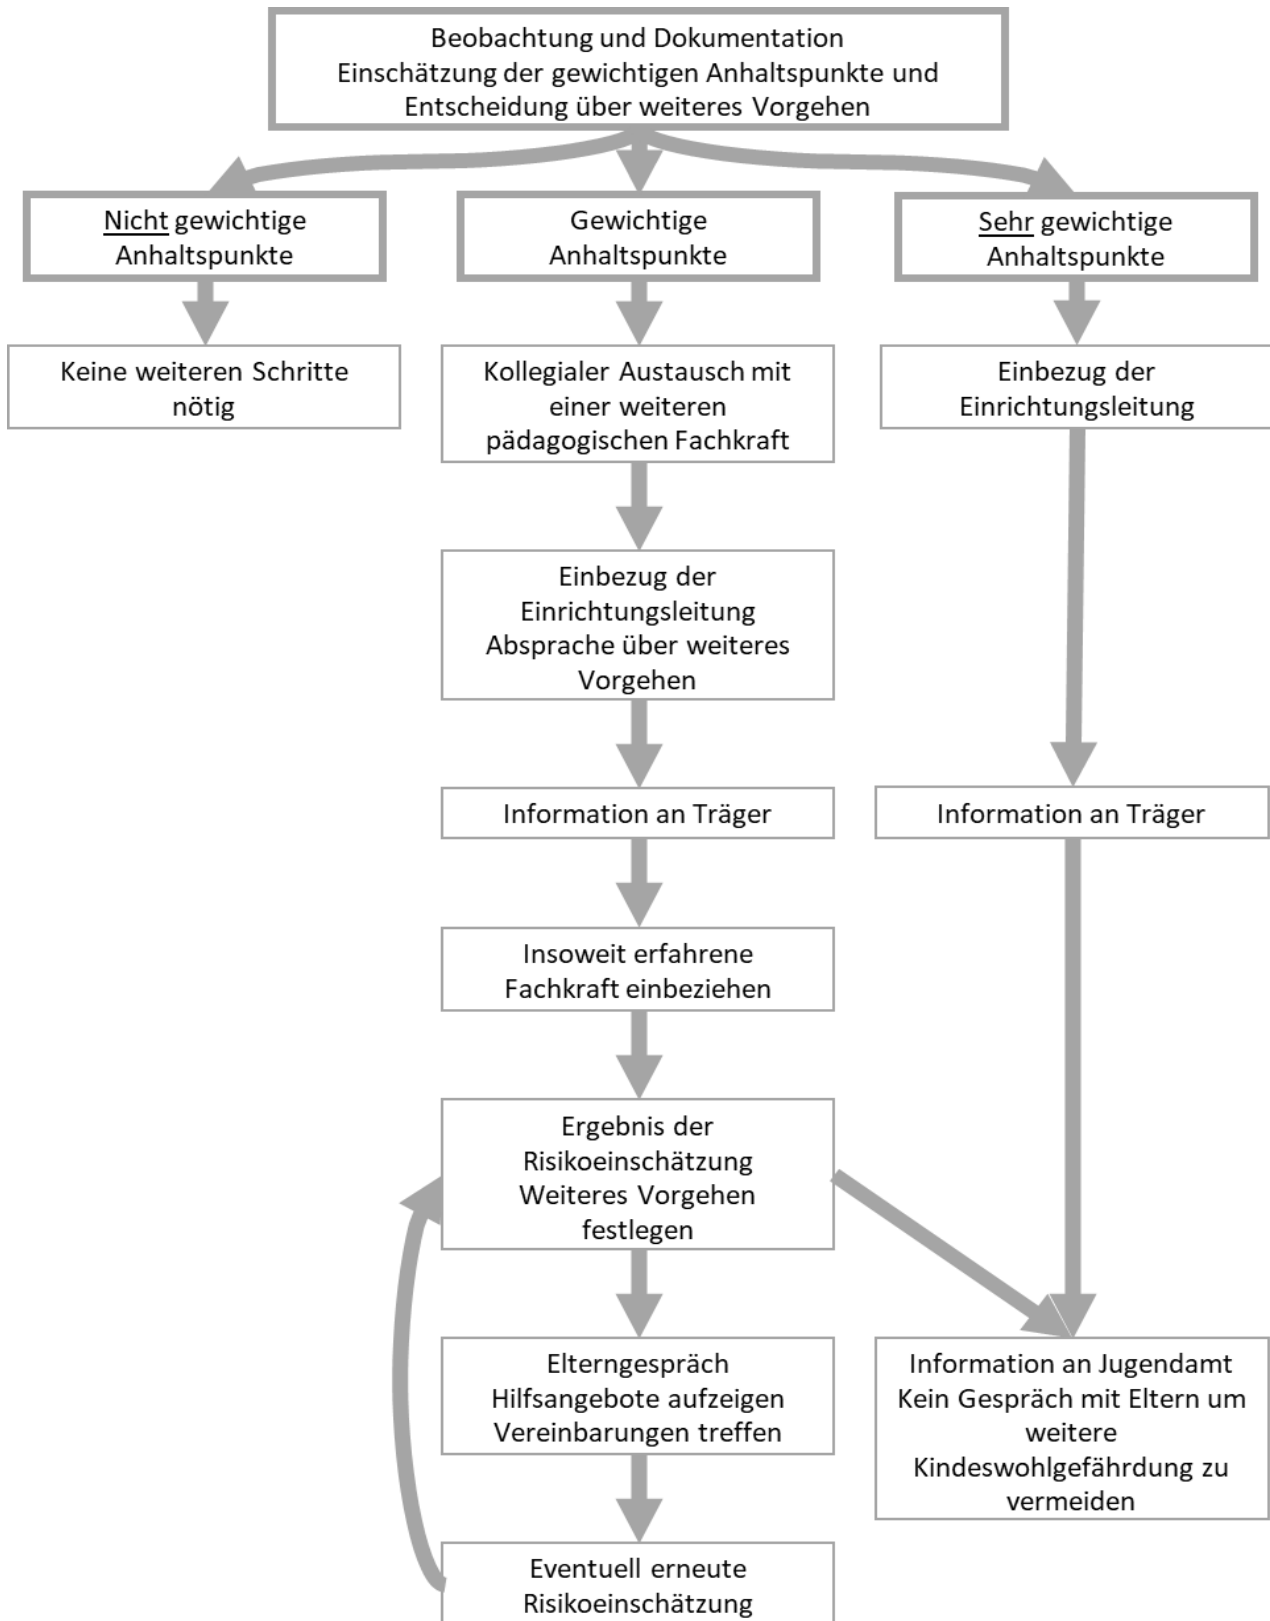 Beobachtung und Dokumentation
Einschätzung der gewichtigen Anhaltspunkte und
Entscheidung über weiteres Vorgehen
Nicht gewichtige
Anhaltspunkte
Gewichtige
Anhaltspunkte
Sehr gewichtige
Anhaltspunkte
Keine weiteren Schritte
nötig
Kollegialer Austausch mit
einer weiteren
pädagogischen Fachkraft
Einbezug der
Einrichtungsleitung
Einbezug der
Einrichtungsleitung
Absprache über weiteres
Vorgehen
Information an Träger
Information an Träger
Insoweit erfahrene
Fachkraft einbeziehen
Ergebnis der
Risikoeinschätzung
Weiteres Vorgehen
festlegen
Elterngespräch
Hilfsangebote aufzeigen
Vereinbarungen treffen
Information an Jugendamt
Kein Gespräch mit Eltern um
weitere
Kindeswohlgefährdung zu
vermeiden
Eventuell erneute
Risikoeinschätzung